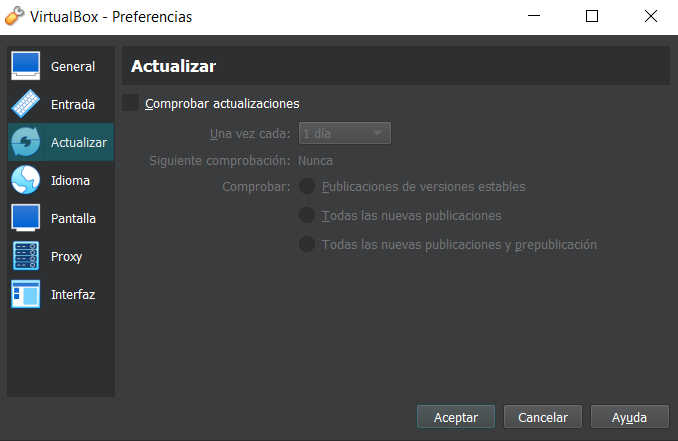 VirtualBox - Preferencias
General
Entrada
Actualizar
Idioma
Pantalla
Proxy
Interfaz
Actualizar
Comprobar actualizaciones
Una vez cada: 1 día
Siguiente comprobación: Nunca
Comprobar: Publicaciones de versiones estables
Todas las nuevas publicaciones
Todas las nuevas publicaciones y prepublicación
Aceptar Cancelar Ayuda